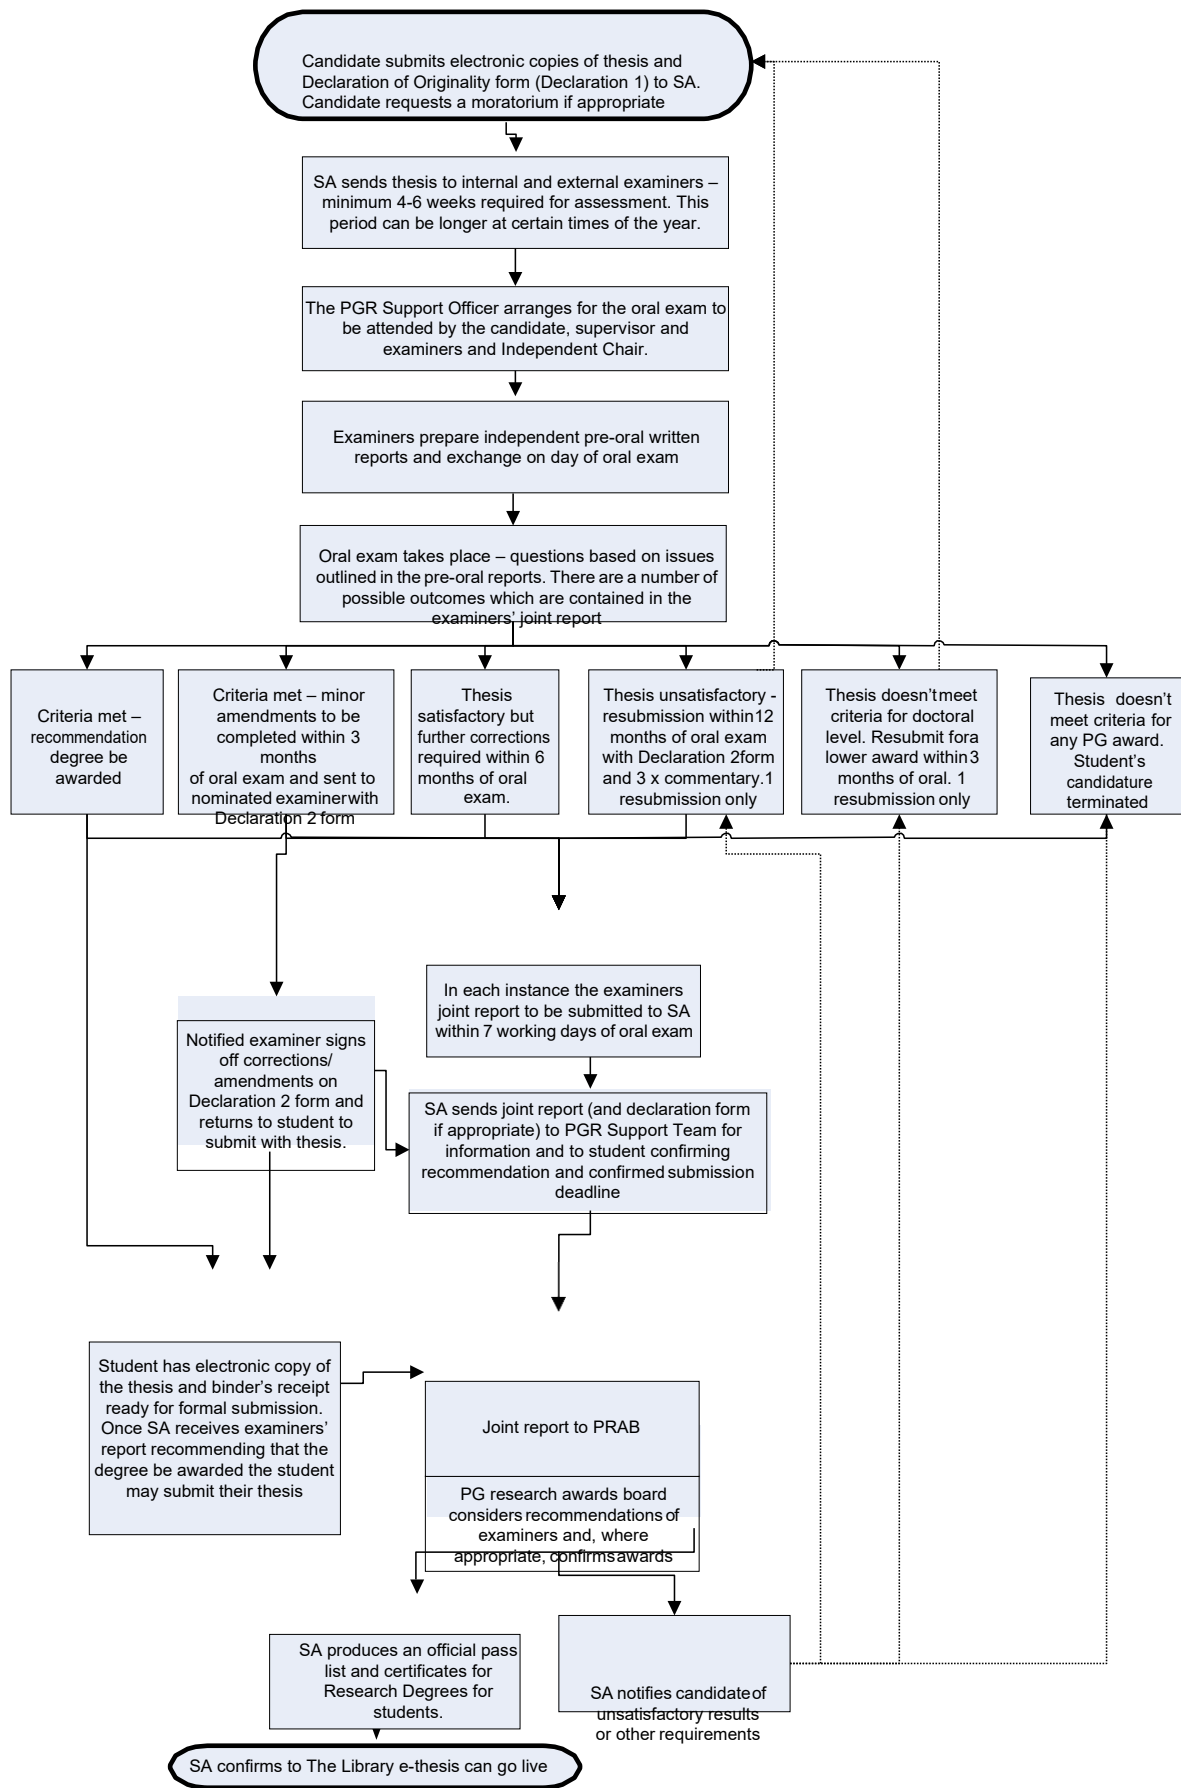 Candidate submits electronic copies of thesis and
Declaration of Originality form (Declaration 1) to SA.
Candidate requests a moratorium if appropriate
SA sends thesis to internal and external examiners –
minimum 4-6 weeks required for assessment. This
period can be longer at certain times of the year.
The PGR Support Officer arranges for the oral exam to
be attended by the candidate, supervisor and
examiners and Independent Chair.
Examiners prepare independent pre-oral written
reports and exchange on day of oral exam
Oral exam takes place – questions based on issues
outlined in the pre-oral reports. There are a number of
possible outcomes which are contained in the
examiners' joint report
Criteria met –
recommendation
degree be
awarded
Criteria met – minor
amendments to be
completed within 3
months
of oral exam and sent to
nominated examiner with
Declaration 2 form
Thesis
satisfactory but
further corrections
required within 6
months of oral
exam.
Thesis unsatisfactory -
resubmission within 12
months of oral exam
with Declaration 2form
and 3 x commentary.1
resubmission only
Thesis doesn't meet
criteria for doctoral
level. Resubmit for a
lower award within 3
months of oral. 1
resubmission only
Thesis doesn't
meet criteria for
any PG award.
Student's
candidature
terminated
In each instance the examiners
joint report to be submitted to SA
within 7 working days of oral exam
Notified examiner signs
off corrections/
amendments on
Declaration 2 form and
returns to student to
submit with thesis.
SA sends joint report (and declaration form
if appropriate) to PGR Support Team for
information and to student confirming
recommendation and confirmed submission
deadline
Student has electronic copy of
the thesis and binder's receipt
ready for formal submission.
Once SA receives examiners'
report recommending that the
degree be awarded the student
may submit their thesis
Joint report to PRAB
PG research awards board
considers recommendations of
examiners and, where
appropriate, confirms awards
SA produces an official pass
list and certificates for
Research Degrees for
students.
SA notifies candidate of
unsatisfactory results
or other requirements
SA confirms to The Library e-thesis can go live